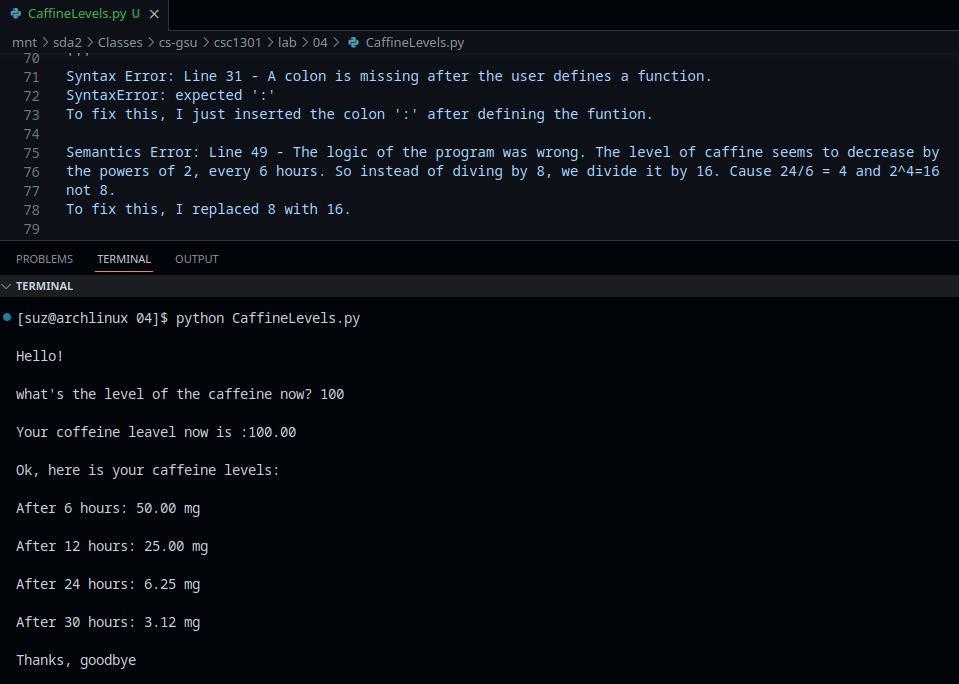 CaffineLevels.py U ×
mnt > sda2 > Classes > cs-gsu > csc1301 > lab > 04 > CaffineLevels.py
70 '''
71 Syntax Error: Line 31 - A colon is missing after the user defines a function.
72 SyntaxError: expected ':'
73 To fix this, I just inserted the colon ':' after defining the funtion.
74
75 Semantics Error: Line 49 - The logic of the program was wrong. The level of caffine seems to decrease by
76 the powers of 2, every 6 hours. So instead of diving by 8, we divide it by 16. Cause 24/6 = 4 and 2^4=16
77 not 8.
78 To fix this, I replaced 8 with 16.
79
PROBLEMS TERMINAL OUTPUT
TERMINAL
[suz@archlinux 04]$ python CaffineLevels.py
Hello!
what's the level of the caffeine now? 100
Your coffeine leavel now is :100.00
Ok, here is your caffeine levels:
After 6 hours: 50.00 mg
After 12 hours: 25.00 mg
After 24 hours: 6.25 mg
After 30 hours: 3.12 mg
Thanks, goodbye